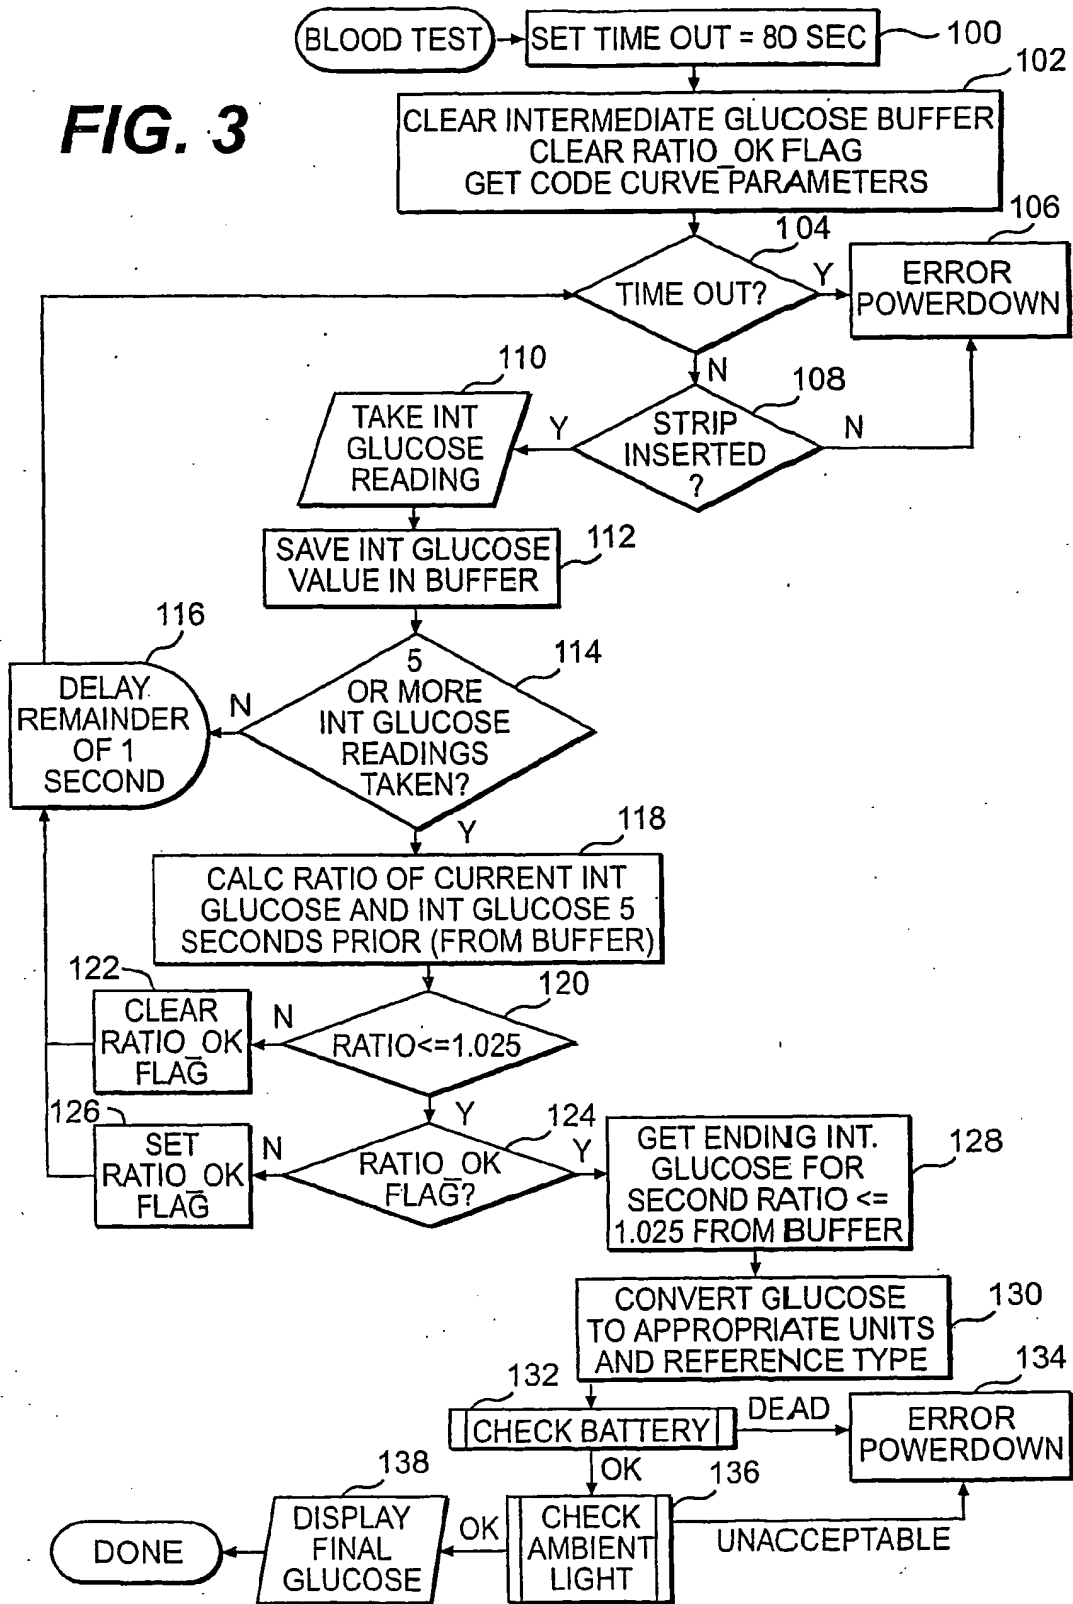 BLOOD TEST
SET TIME OUT = 80 SEC
100
102
FIG. 3
CLEAR INTERMEDIATE GLUCOSE BUFFER
CLEAR RATIO_OK FLAG
GET CODE CURVE PARAMETERS
104
106
TIME OUT?
Y
ERROR
POWERDOWN
N
110
108
TAKE INT
GLUCOSE
READING
Y
STRIP
INSERTED
?
N
SAVE INT GLUCOSE
VALUE IN BUFFER
112
116
114
DELAY
REMAINDER
OF 1
SECOND
N
5
OR MORE
INT GLUCOSE
READINGS
TAKEN?
Y
118
CALC RATIO OF CURRENT INT
GLUCOSE AND INT GLUCOSE 5
SECONDS PRIOR (FROM BUFFER)
122
120
CLEAR
RATIO_OK
FLAG
N
RATIO<=1.025
Y
126
124
SET
RATIO_OK
FLAG
N
RATIO_OK
FLAG?
Y
GET ENDING INT.
GLUCOSE FOR
SECOND RATIO <=
1.025 FROM BUFFER
128
CONVERT GLUCOSE
TO APPROPRIATE UNITS
AND REFERENCE TYPE
130
132
134
CHECK BATTERY
DEAD
ERROR
POWERDOWN
OK
138
136
DONE
DISPLAY
FINAL
GLUCOSE
OK
CHECK
AMBIENT
LIGHT
UNACCEPTABLE